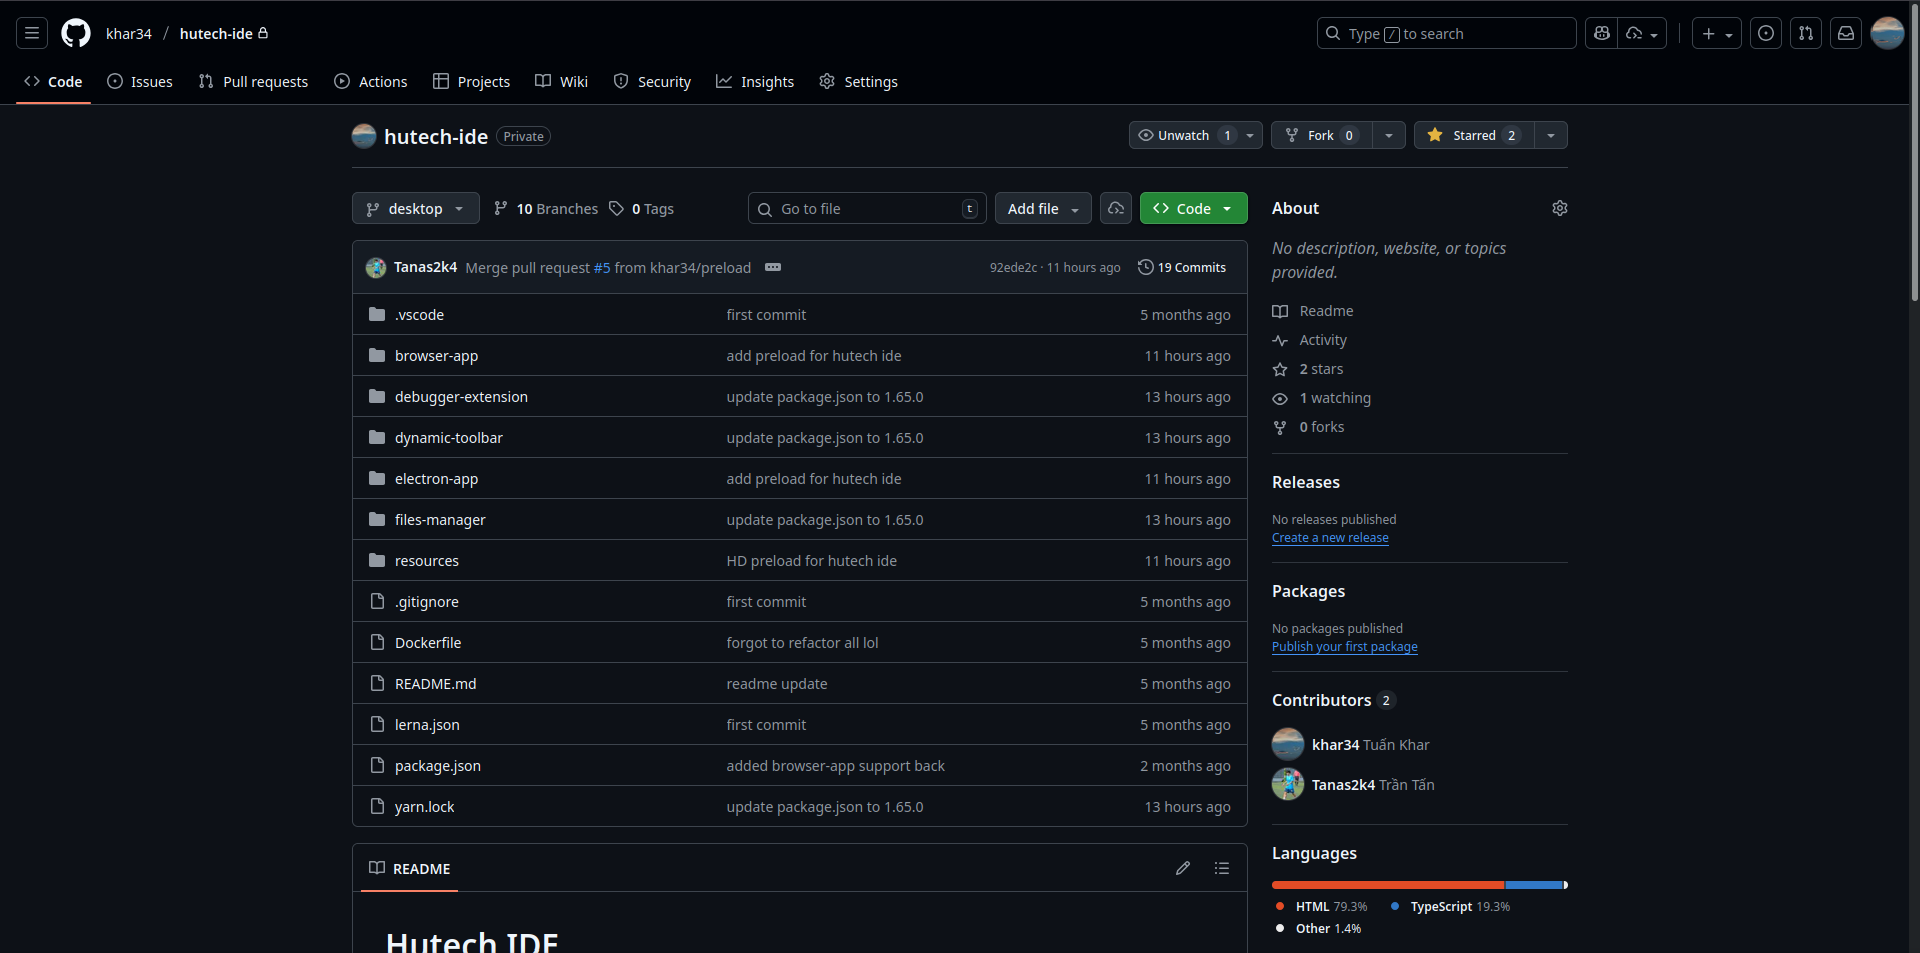 khar34 / hutech-ide
Type / to search
Code Issues Pull requests Actions Projects Wiki Security Insights Settings
hutech-ide Private
Unwatch 1 Fork 0 Starred 2
desktop 10 Branches 0 Tags
Go to file t Add file Code
Tanas2k4 Merge pull request #5 from khar34/preload 92ede2c · 11 hours ago 19 Commits
.vscode first commit 5 months ago
browser-app add preload for hutech ide 11 hours ago
debugger-extension update package.json to 1.65.0 13 hours ago
dynamic-toolbar update package.json to 1.65.0 13 hours ago
electron-app add preload for hutech ide 11 hours ago
files-manager update package.json to 1.65.0 13 hours ago
resources HD preload for hutech ide 11 hours ago
.gitignore first commit 5 months ago
Dockerfile forgot to refactor all lol 5 months ago
README.md readme update 5 months ago
lerna.json first commit 5 months ago
package.json added browser-app support back 2 months ago
yarn.lock update package.json to 1.65.0 13 hours ago
README
Hutech IDE
About
No description, website, or topics
provided.
Readme
Activity
2 stars
1 watching
0 forks
Releases
No releases published
Create a new release
Packages
No packages published
Publish your first package
Contributors 2
khar34 Tuấn Khar
Tanas2k4 Trần Tấn
Languages
HTML 79.3% TypeScript 19.3%
Other 1.4%